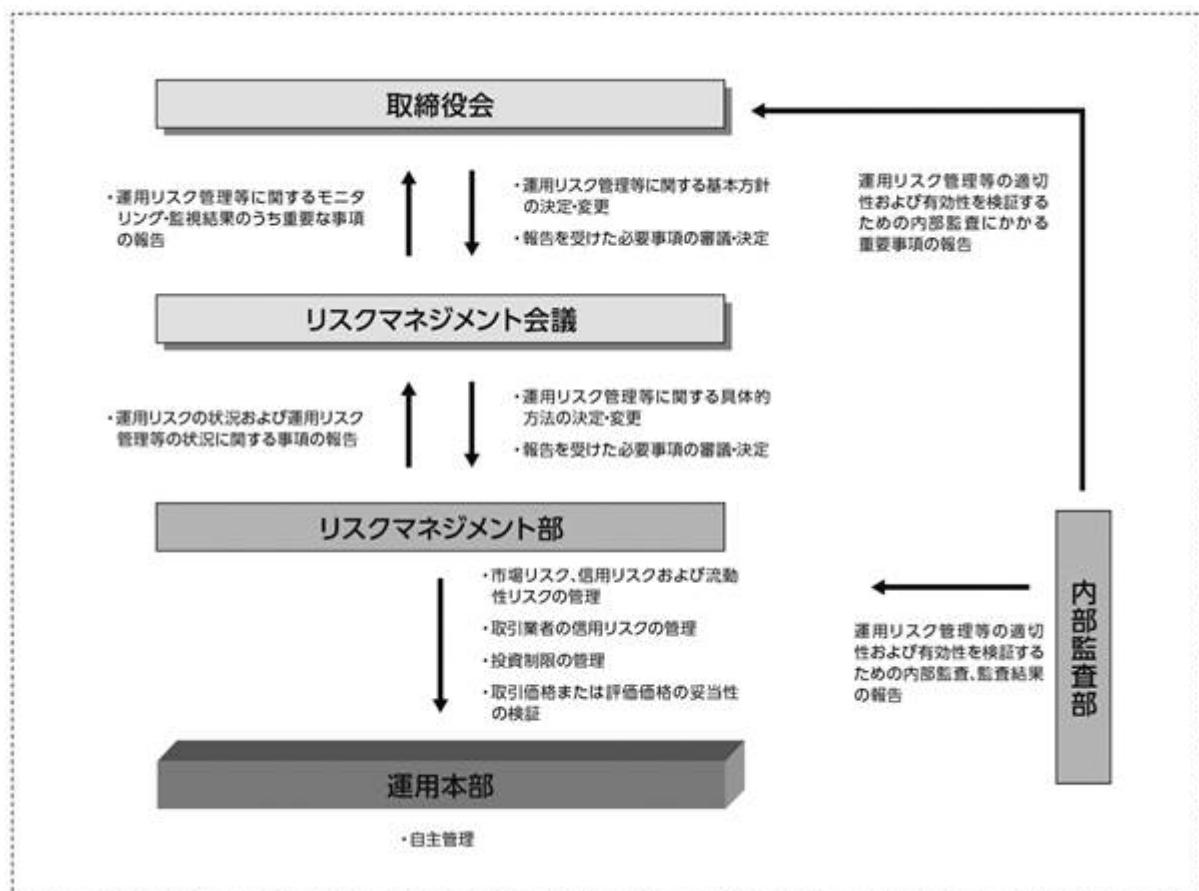 取締役会
・運用リスク管理等に関するモニタ
リング・監視結果のうち重要な事項
の報告
・運用リスク管理等に関する基本方針
の決定・変更
・報告を受けた必要事項の審議・決定
運用リスク管理等の適切
性および有効性を検証する
ための内部監査にかかる
重要事項の報告
リスクマネジメント会議
・運用リスクの状況および運用リスク
管理等の状況に関する事項の報告
・運用リスク管理等に関する具体的
方法の決定・変更
・報告を受けた必要事項の審議・決定
リスクマネジメント部
・市場リスク、信用リスクおよび流動
性リスクの管理
・取引業者の信用リスクの管理
・投資制限の管理
・取引価格または評価価格の妥当性
の検証
運用リスク管理等の適切
性および有効性を検証する
ための内部監査、監査結果
の報告
内部監査部
運用本部
・自主管理